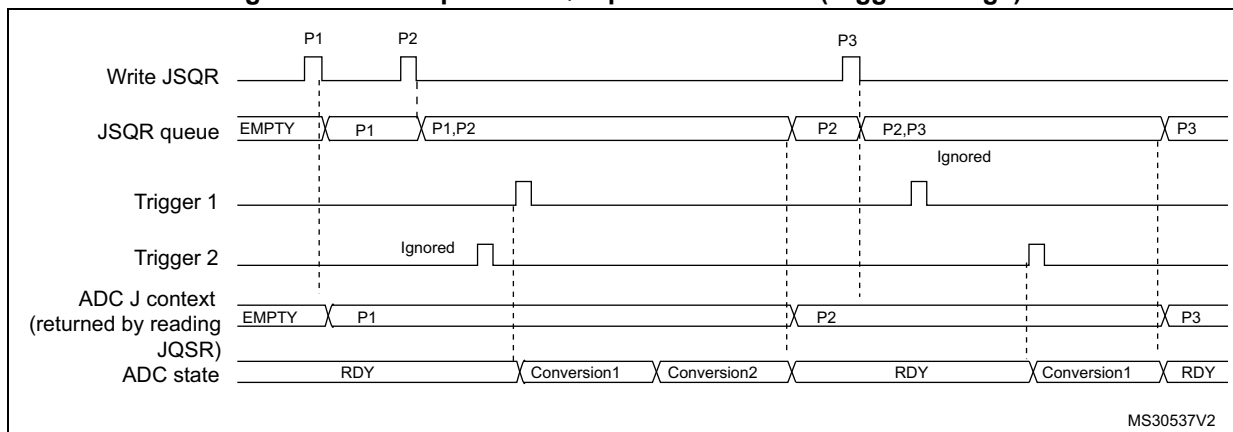 P1 P2 P3
Write JSQR
JSQR queue EMPTY P1 P1,P2 P2 P2,P3 P3
Ignored
Trigger 1
Ignored
Trigger 2
ADC J context
(returned by reading EMPTY P1 P2 P3
JQSR)
ADC state RDY Conversion1 Conversion2 RDY Conversion1 RDY
MS30537V2